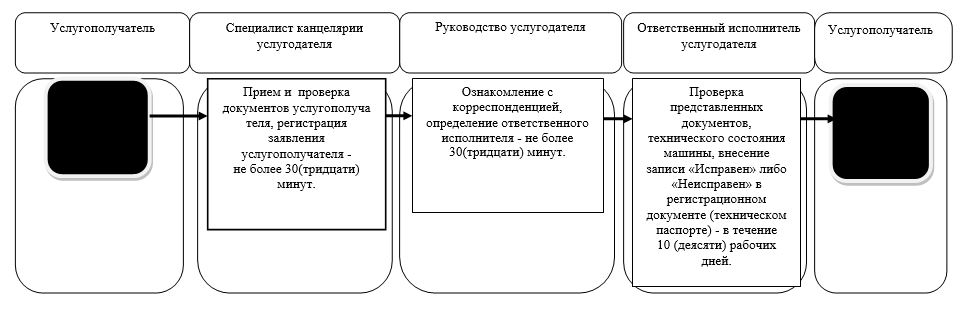 Услугополучатель
Специалист канцелярии
услугодателя
Руководство услугодателя
Ответственный исполнитель
услугодателя
Услугополучатель
Прием и проверка
документов услугополуча
теля, регистрация
заявления
услугополучателя -
не более 30(тридцати)
минут.
Ознакомление с
корреспонденцией,
определение ответственного
исполнителя - не более
30(тридцати) минут.
Проверка
представленных
документов,
технического состояния
машины, внесение
записи «Исправен» либо
«Неисправен» в
регистрационном
документе (техническом
паспорте) - в течение
10 (деясяти) рабочих
дней.